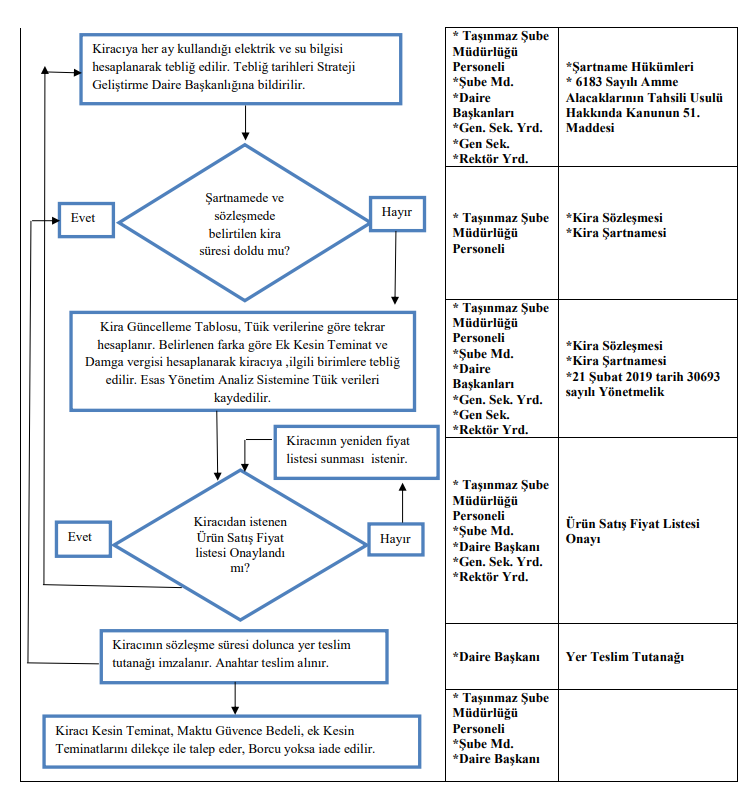 Kiracıya her ay kullandığı elektrik ve su bilgisi
hesaplanarak tebliğ edilir. Tebliğ tarihleri Strateji
Geliştirme Daire Başkanlığına bildirilir.
* Taşınmaz Şube
Müdürlüğü
Personeli
*Şube Md.
*Daire
Başkanları
*Gen. Sek. Yrd.
*Gen Sek.
*Rektör Yrd.
*Şartname Hükümleri
* 6183 Sayılı Amme
Alacaklarının Tahsili Usulü
Hakkında Kanunun 51.
Maddesi
Evet
Şartnamede ve
sözleşmede
belirtilen kira
süresi doldu mu?
Hayır
* Taşınmaz Şube
Müdürlüğü
Personeli
*Kira Sözleşmesi
*Kira Şartnamesi
Kira Güncelleme Tablosu, Tüik verilerine göre tekrar
hesaplanır. Belirlenen farka göre Ek Kesin Teminat ve
Damga vergisi hesaplanarak kiracıya ,ilgili birimlere tebliğ
edilir. Esas Yönetim Analiz Sistemine Tüik verileri
kaydedilir.
* Taşınmaz Şube
Müdürlüğü
Personeli
*Şube Md.
*Daire
Başkanları
*Gen. Sek. Yrd.
*Gen Sek.
*Rektör Yrd.
*Kira Sözleşmesi
*Kira Şartnamesi
*21 Şubat 2019 tarih 30693
sayılı Yönetmelik
Kiracının yeniden fiyat
listesi sunması istenir.
Evet
Kiracıdan istenen
Ürün Satış Fiyat
listesi Onaylandı
mı?
Hayır
* Taşınmaz Şube
Müdürlüğü
Personeli
*Şube Md.
*Daire Başkanı
*Gen. Sek. Yrd.
*Rektör Yrd.
Ürün Satış Fiyat Listesi
Onayı
Kiracının sözleşme süresi dolunca yer teslim
tutanağı imzalanır. Anahtar teslim alınır.
*Daire Başkanı
Yer Teslim Tutanağı
Kiracı Kesin Teminat, Maktu Güvence Bedeli, ek Kesin
Teminatlarını dilekçe ile talep eder, Borcu yoksa iade edilir.
* Taşınmaz Şube
Müdürlüğü
Personeli
*Şube Md.
*Daire Başkanı